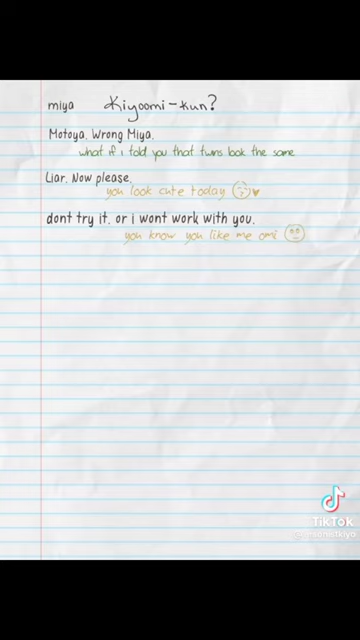 miya Kiyoomi-kun?
Motoya. Wrong Miya.
what if i told you that twins look the same
Liar. Now please.
you look cute today
dont try it. or i wont work with you.
you know you like me omi
TikTok